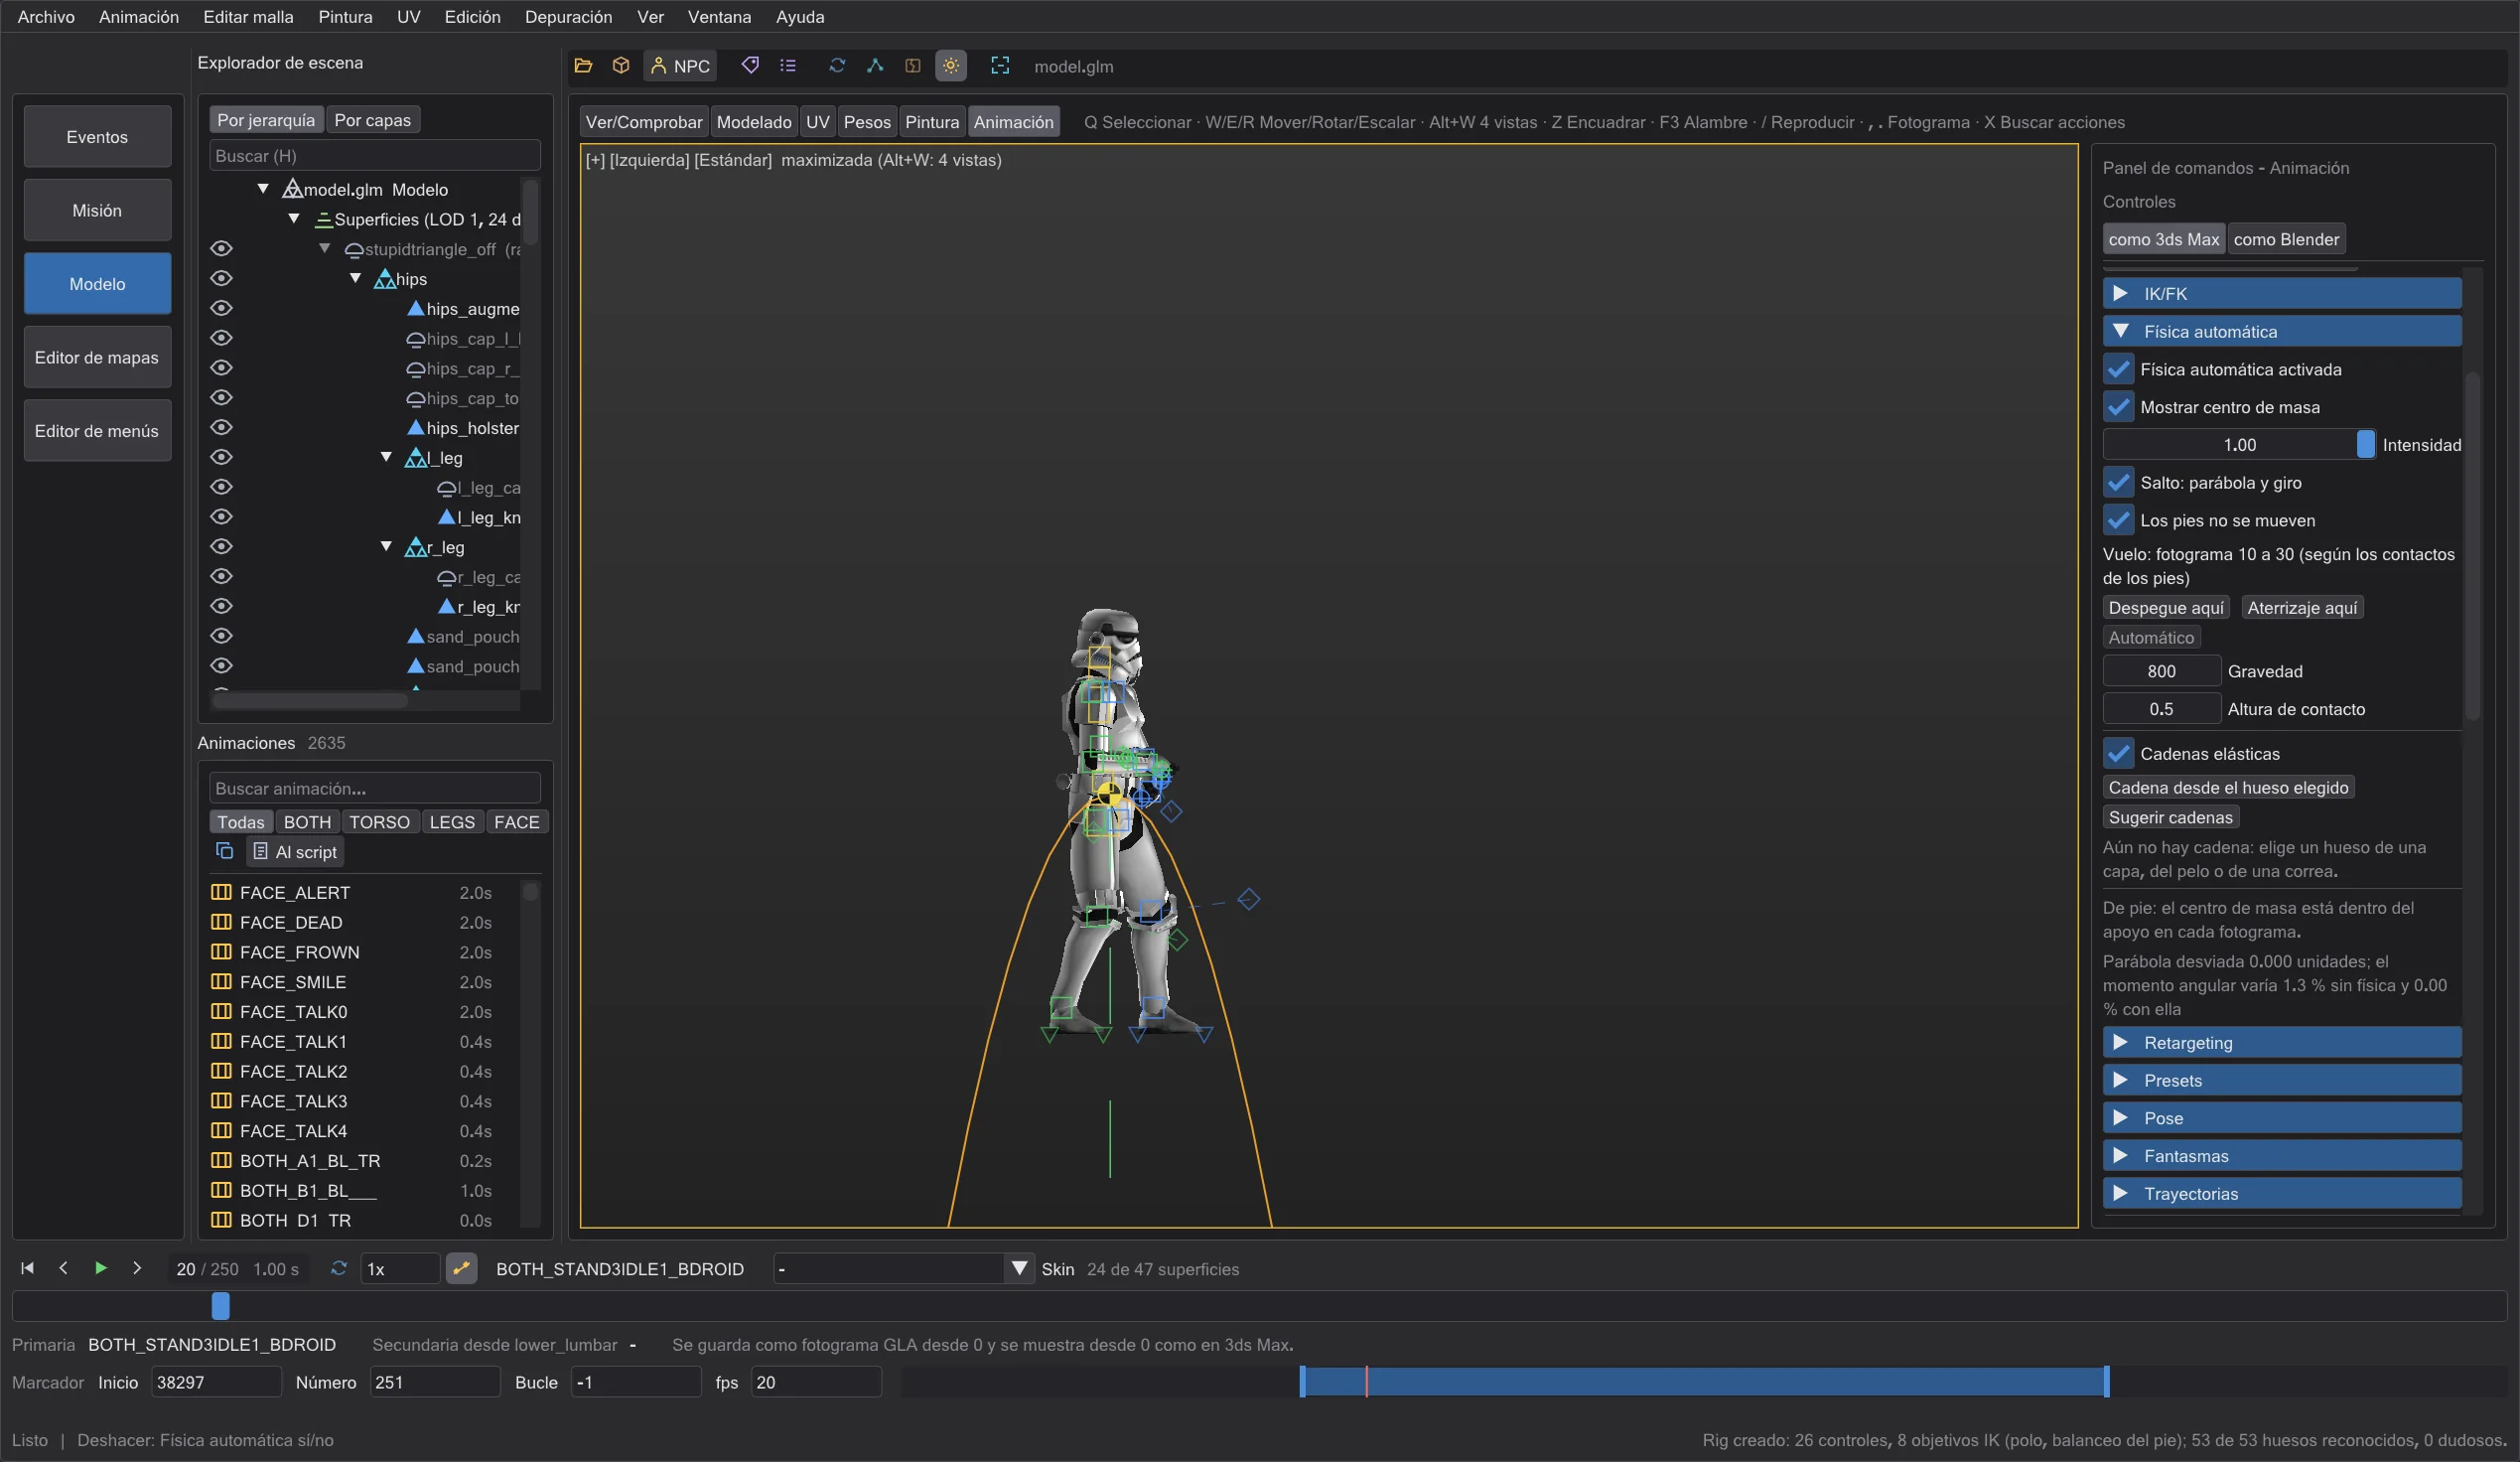 Archivo Animación Editar malla Pintura UV Edición Depuración Ver Ventana Ayuda
Explorador de escena
NPC model.glm
Eventos
Misión
Modelo
Editor de mapas
Editor de menús
Por jerarquía Por capas
Buscar (H)
model.glm Modelo
Superficies (LOD 1, 24 d
stupidtriangle_off (ra
hips
hips_augme
hips_cap_l_l
hips_cap_r_
hips_cap_to
hips_holster
l_leg
l_leg_ca
l_leg_kn
r_leg
r_leg_ca
r_leg_kn
sand_pouch
sand_pouch
Animaciones 2635
Buscar animación...
Todas BOTH TORSO LEGS FACE
Al script
FACE_ALERT 2.0s
FACE_DEAD 2.0s
FACE_FROWN 2.0s
FACE_SMILE 2.0s
FACE_TALK0 2.0s
FACE_TALK1 0.4s
FACE_TALK2 0.4s
FACE_TALK3 0.4s
FACE_TALK4 0.4s
BOTH_A1_BL_TR 0.2s
BOTH_B1_BL___ 1.0s
BOTH_D1_TR 0.0s
Ver/Comprobar Modelado UV Pesos Pintura Animación Q Seleccionar · W/E/R Mover/Rotar/Escalar · Alt+W 4 vistas · Z Encuadrar · F3 Alambre · / Reproducir · , . Fotograma · X Buscar acciones
[+] [Izquierda] [Estándar] maximizada (Alt+W: 4 vistas)
Panel de comandos - Animación
Controles
como 3ds Max como Blender
IK/FK
Física automática
Física automática activada
Mostrar centro de masa
1.00 Intensidad
Salto: parábola y giro
Los pies no se mueven
Vuelo: fotograma 10 a 30 (según los contactos
de los pies)
Despegue aquí Aterrizaje aquí
Automático
800 Gravedad
0.5 Altura de contacto
Cadenas elásticas
Cadena desde el hueso elegido
Sugerir cadenas
Aún no hay cadena: elige un hueso de una
capa, del pelo o de una correa.
De pie: el centro de masa está dentro del
apoyo en cada fotograma.
Parábola desviada 0.000 unidades; el
momento angular varía 1.3 % sin física y 0.00
% con ella
Retargeting
Presets
Pose
Fantasmas
Trayectorias
20 / 250 1.00 s 1x BOTH_STAND3IDLE1_BDROID - Skin 24 de 47 superficies
Primaria BOTH_STAND3IDLE1_BDROID Secundaria desde lower_lumbar - Se guarda como fotograma GLA desde 0 y se muestra desde 0 como en 3ds Max.
Marcador Inicio 38297 Número 251 Bucle -1 fps 20
Listo | Deshacer: Física automática sí/no
Rig creado: 26 controles, 8 objetivos IK (polo, balanceo del pie); 53 de 53 huesos reconocidos, 0 dudosos.